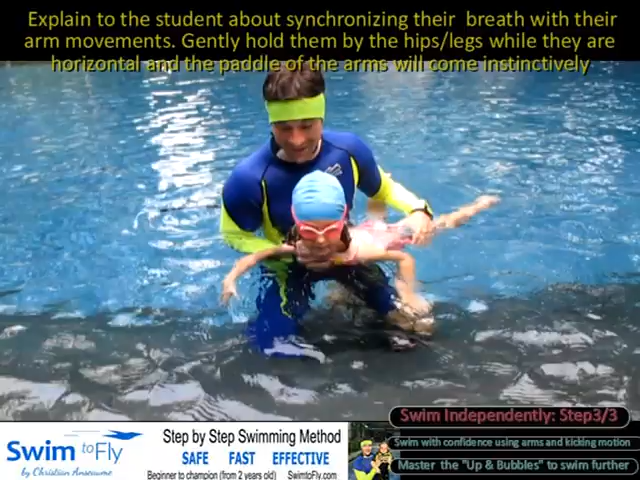 Explain to the student about synchronizing their breath with their
arm movements. Gently hold them by the hips/legs while they are
horizontal and the paddle of the arms will come instinctively
Swim Independently: Step3/3
Swim to Fly
by Christian Ansecume
Step by Step Swimming Method
SAFE FAST EFFECTIVE
Beginner to champion (from 2 years old) SwimtoFly.com
Swim with confidence using arms and kicking motion
Master the "Up & Bubbles" to swim further